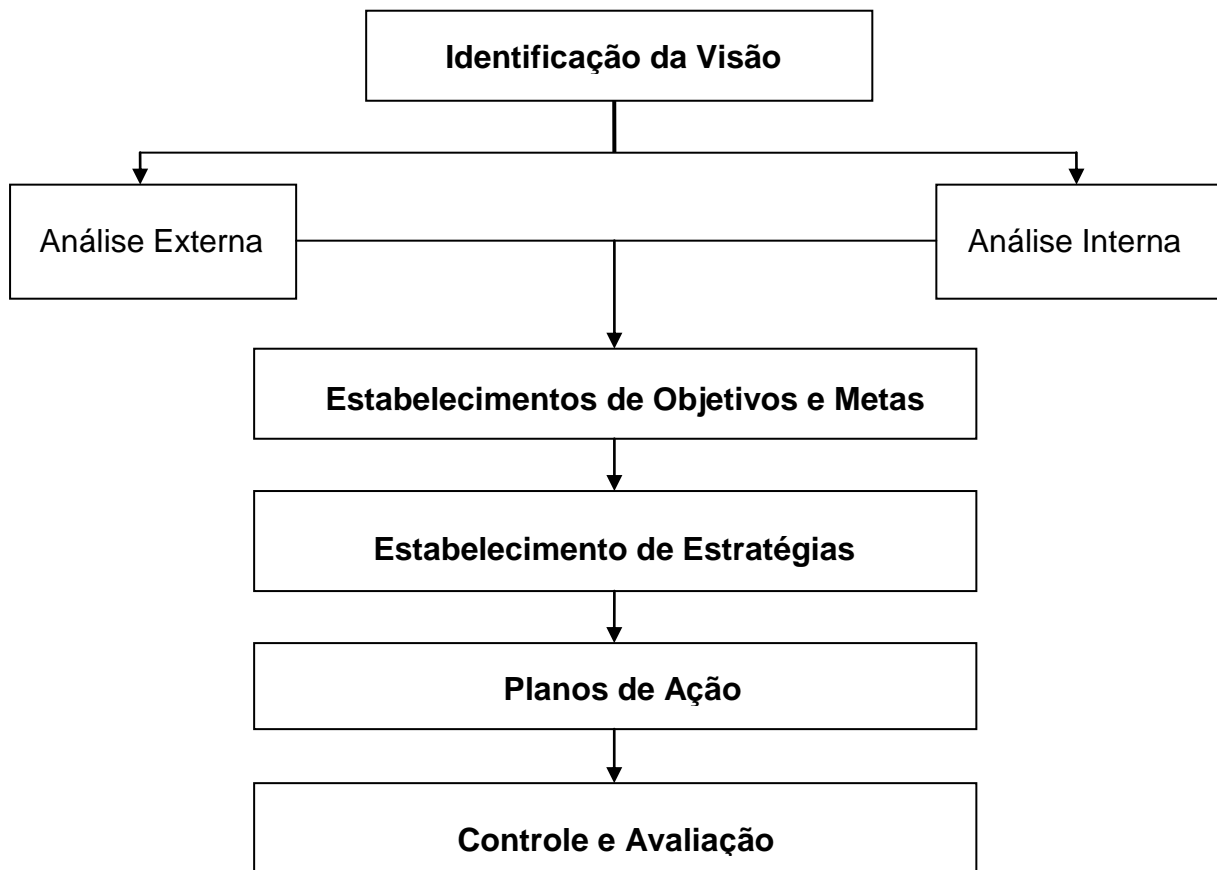 Identificação da Visão
Análise Externa
Análise Interna
Estabelecimentos de Objetivos e Metas
Estabelecimento de Estratégias
Planos de Ação
Controle e Avaliação